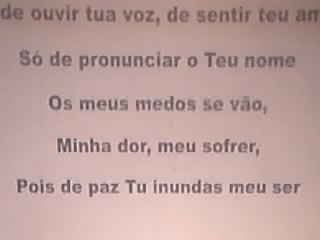 de ouvir tua voz, de sentir teu am
Só de pronunciar o Teu nome
Os meus medos se vão,
Minha dor, meu sofrer,
Pois de paz Tu inundas meu ser